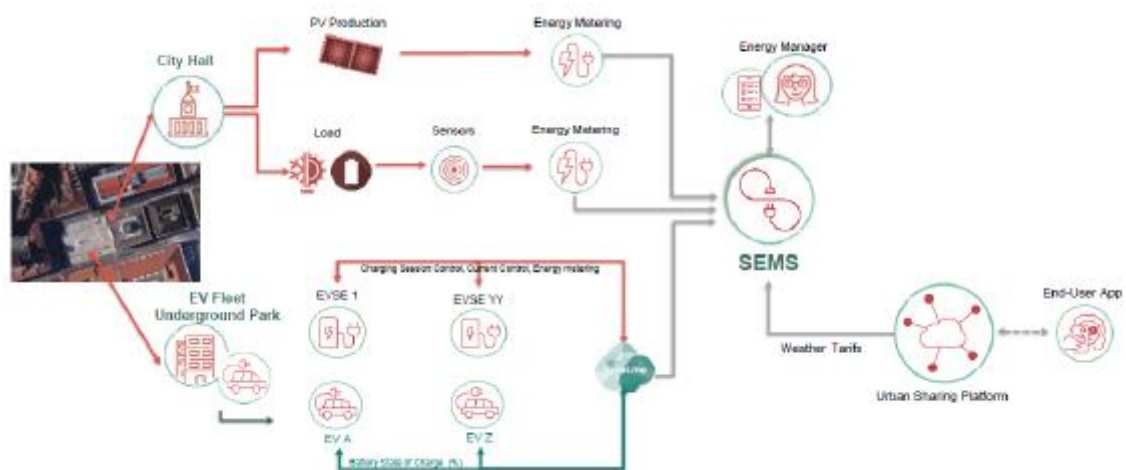 PV Production
Energy Metering
Energy Manager
City Hall
Load
Sensors
Energy Metering
SEMS
Charging Session Control, Current Control, Energy metering
EVSE 1
EVSE YY
EV Fleet
Underground Park
End-User App
Weather Tarifs
Urban Sharing Platform
EV A
EV Z
Battery State of Charge (%)